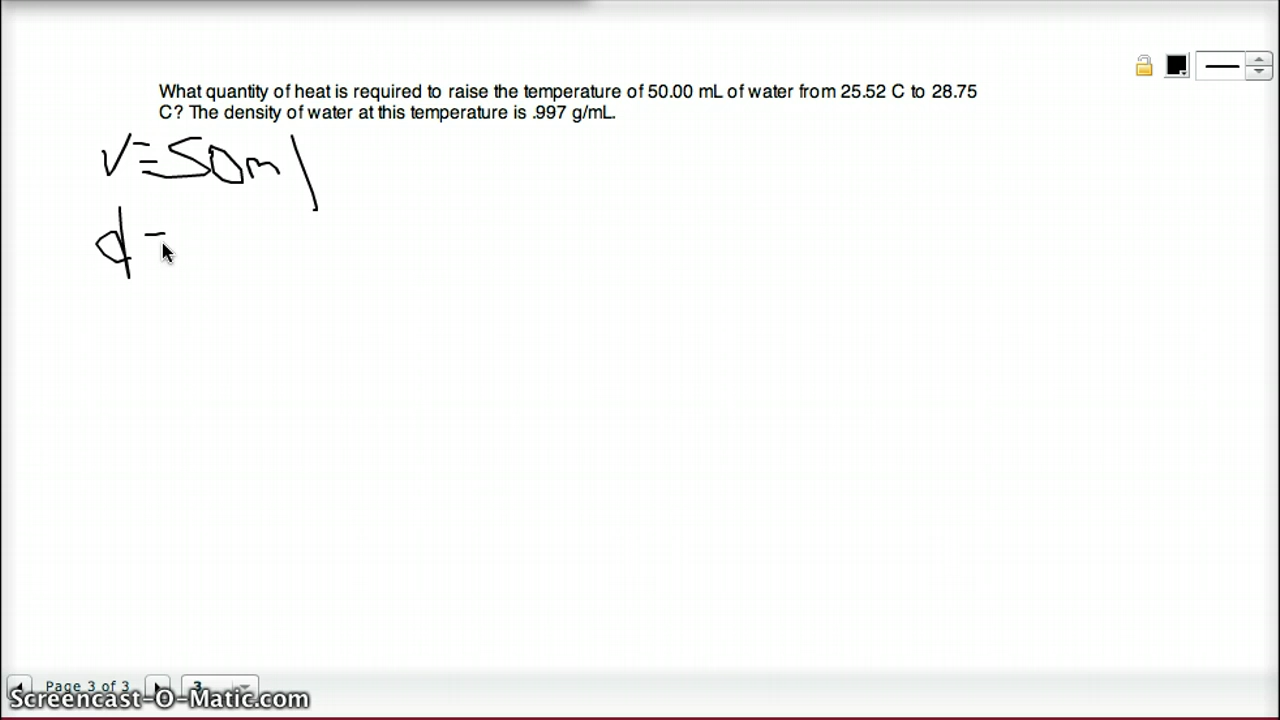 What quantity of heat is required to raise the temperature of 50.00 mL of water from 25.52 C to 28.75
C? The density of water at this temperature is .997 g/mL.
V=50ml
d -
Page 3 of 3
3
Screencast-O-Matic.com